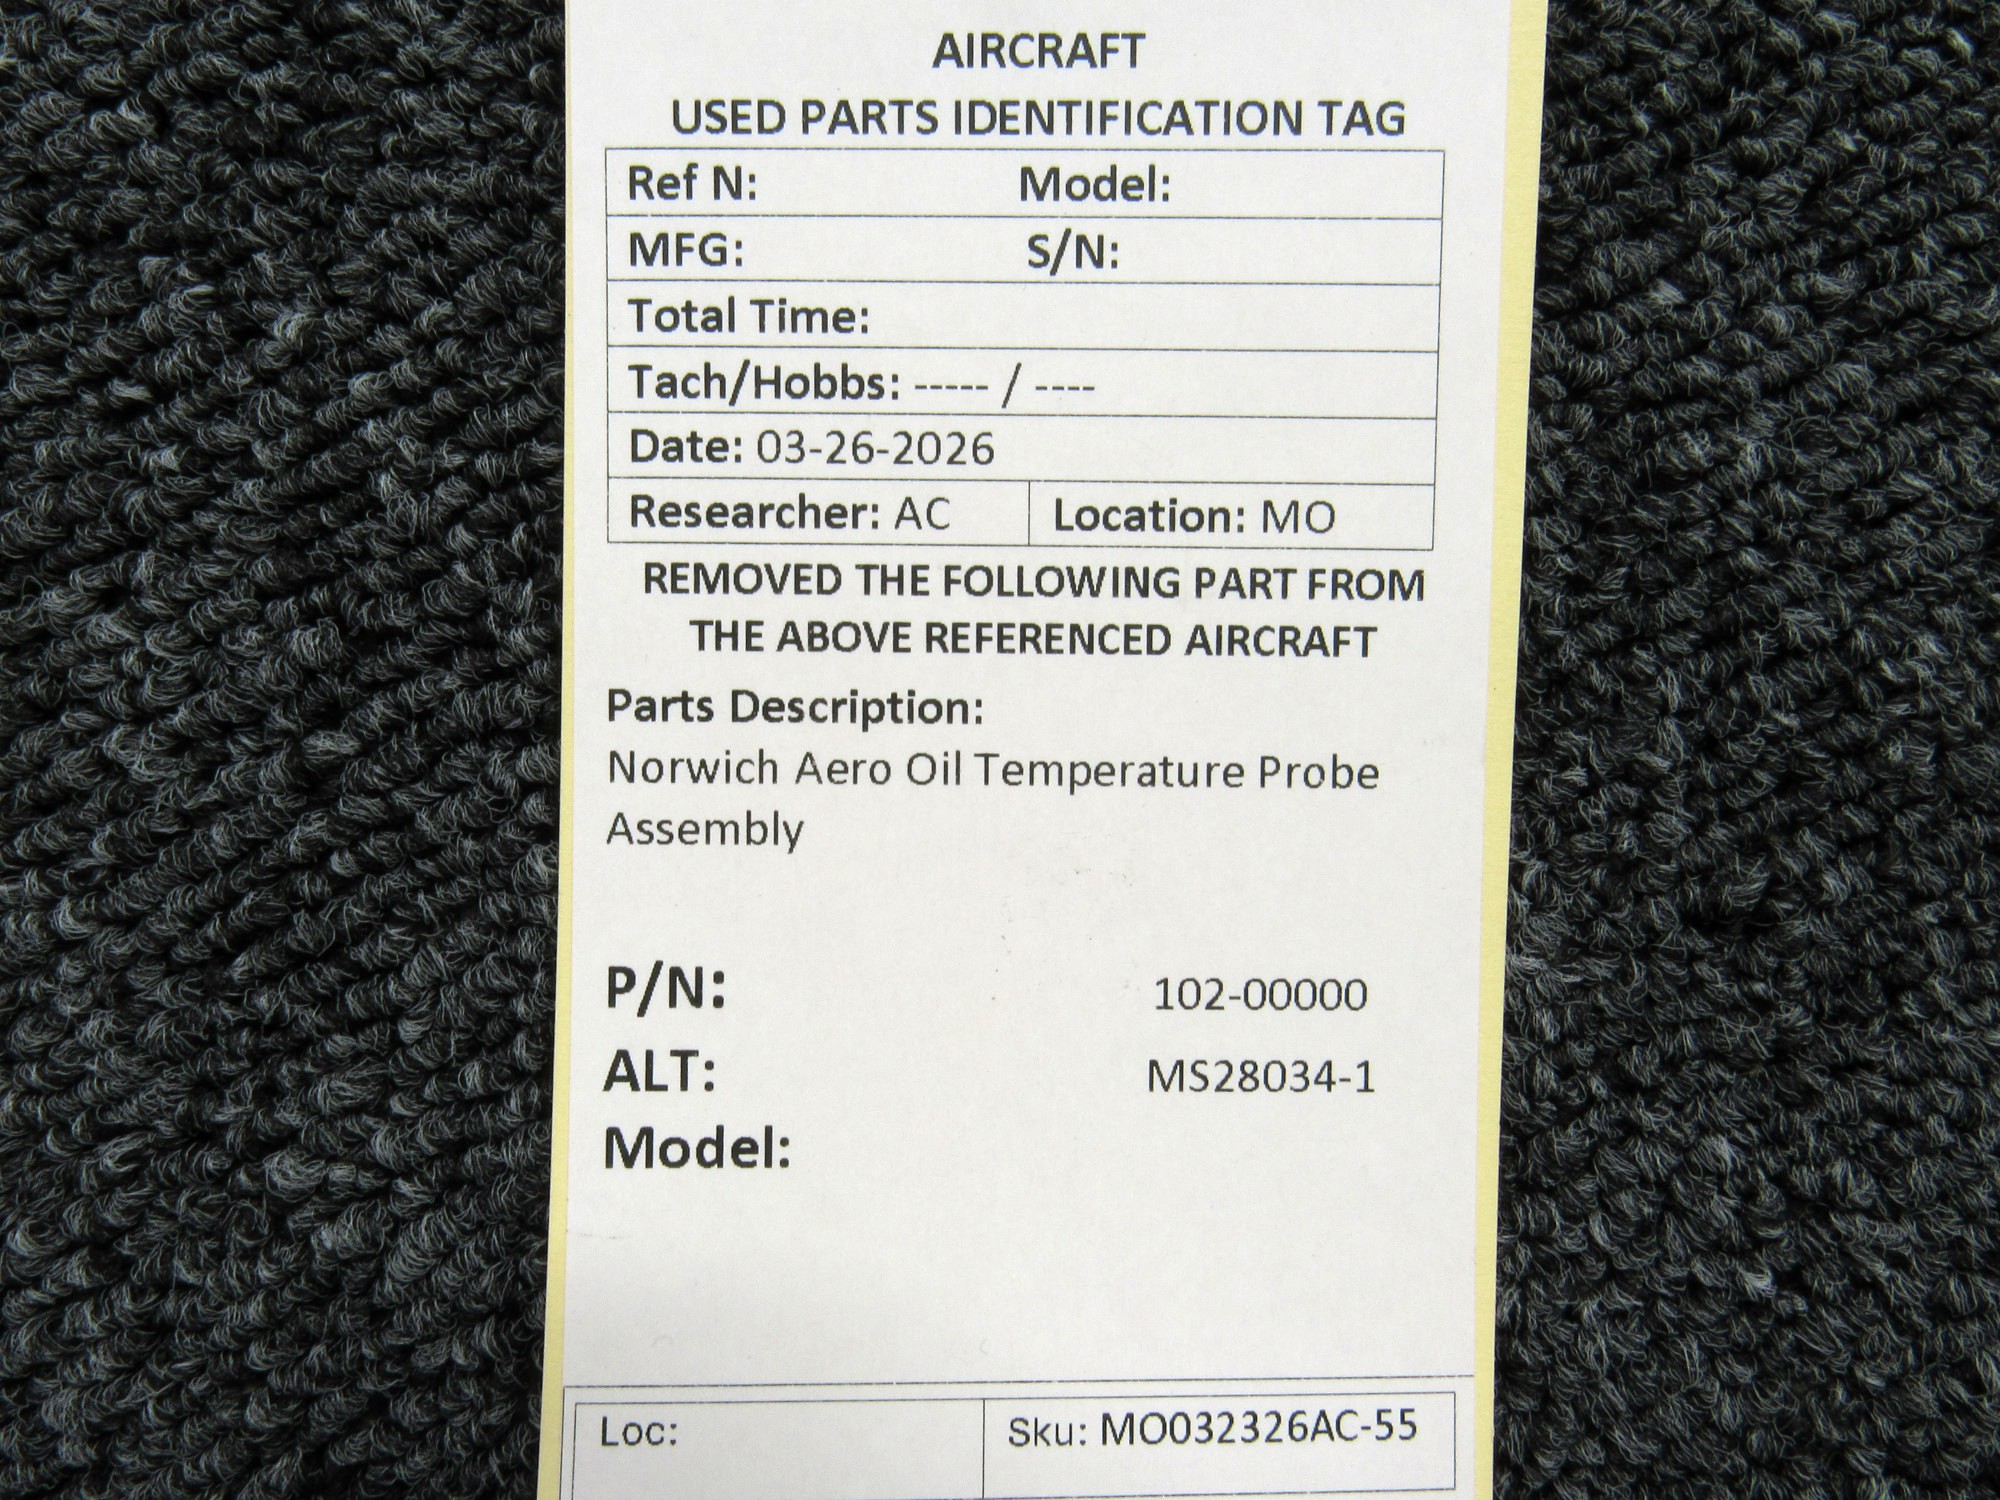 AIRCRAFT
USED PARTS IDENTIFICATION TAG
Ref N: Model:
MFG: S/N:
Total Time:
Tach/Hobbs: ----- / ----
Date: 03-26-2026
Researcher: AC Location: MO
REMOVED THE FOLLOWING PART FROM
THE ABOVE REFERENCED AIRCRAFT
Parts Description:
Norwich Aero Oil Temperature Probe
Assembly
P/N: 102-00000
ALT: MS28034-1
Model:
Loc: Sku: MO032326AC-55